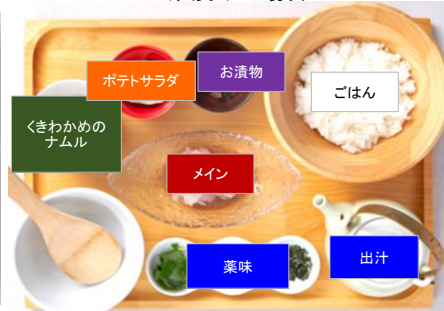 ポテトサラダ
お漬物
ごはん
くきわかめの
ナムル
メイン
薬味
出汁